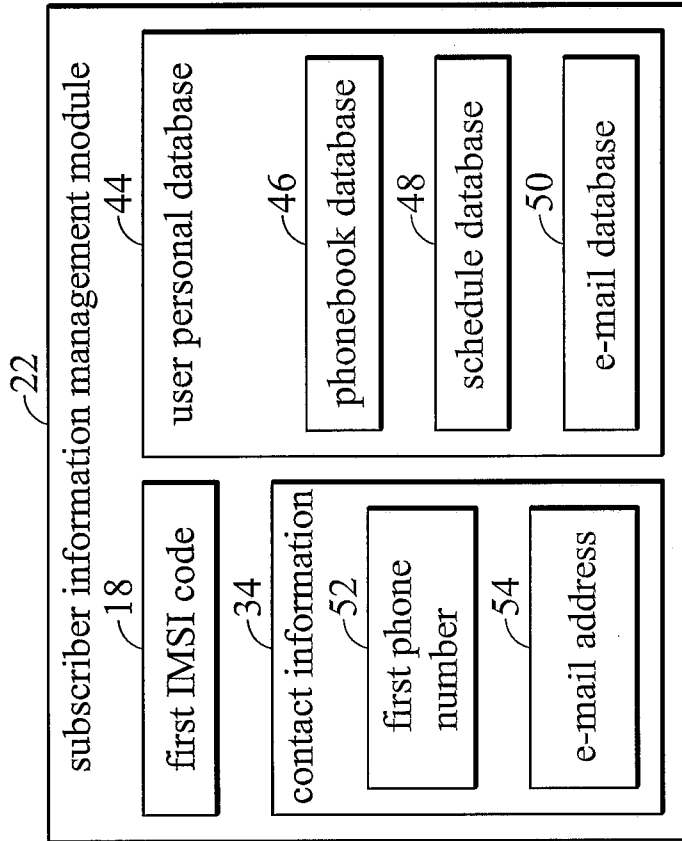 22
subscriber information management module
18
first IMSI code
34
contact information
52
first phone
number
54
e-mail address
44
user personal database
46
phonebook database
48
schedule database
50
e-mail database